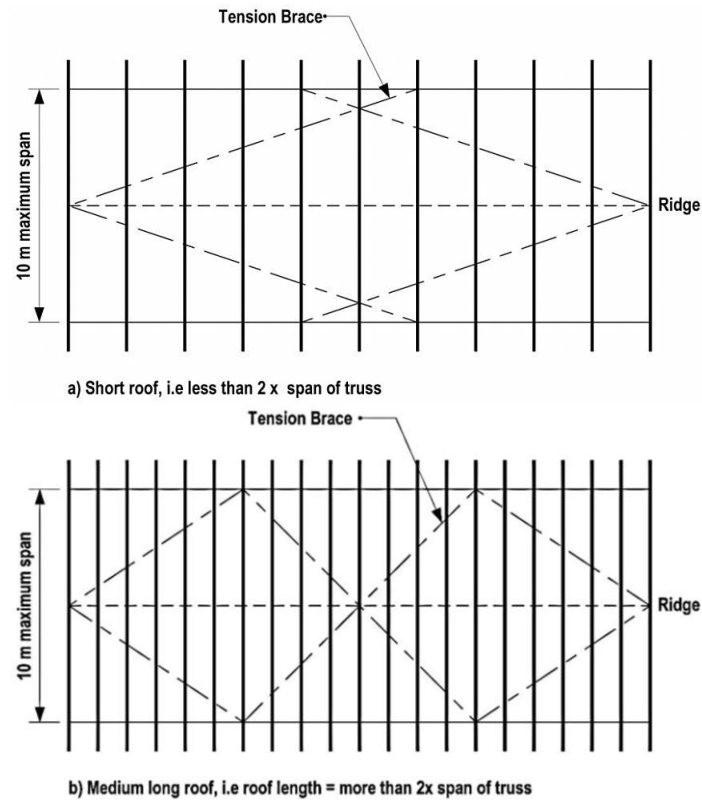 Tension Brace
10 m maximum span
Ridge
a) Short roof, i.e less than 2 x span of truss
Tension Brace
10 m maximum span
Ridge
b) Medium long roof, i.e roof length = more than 2x span of truss